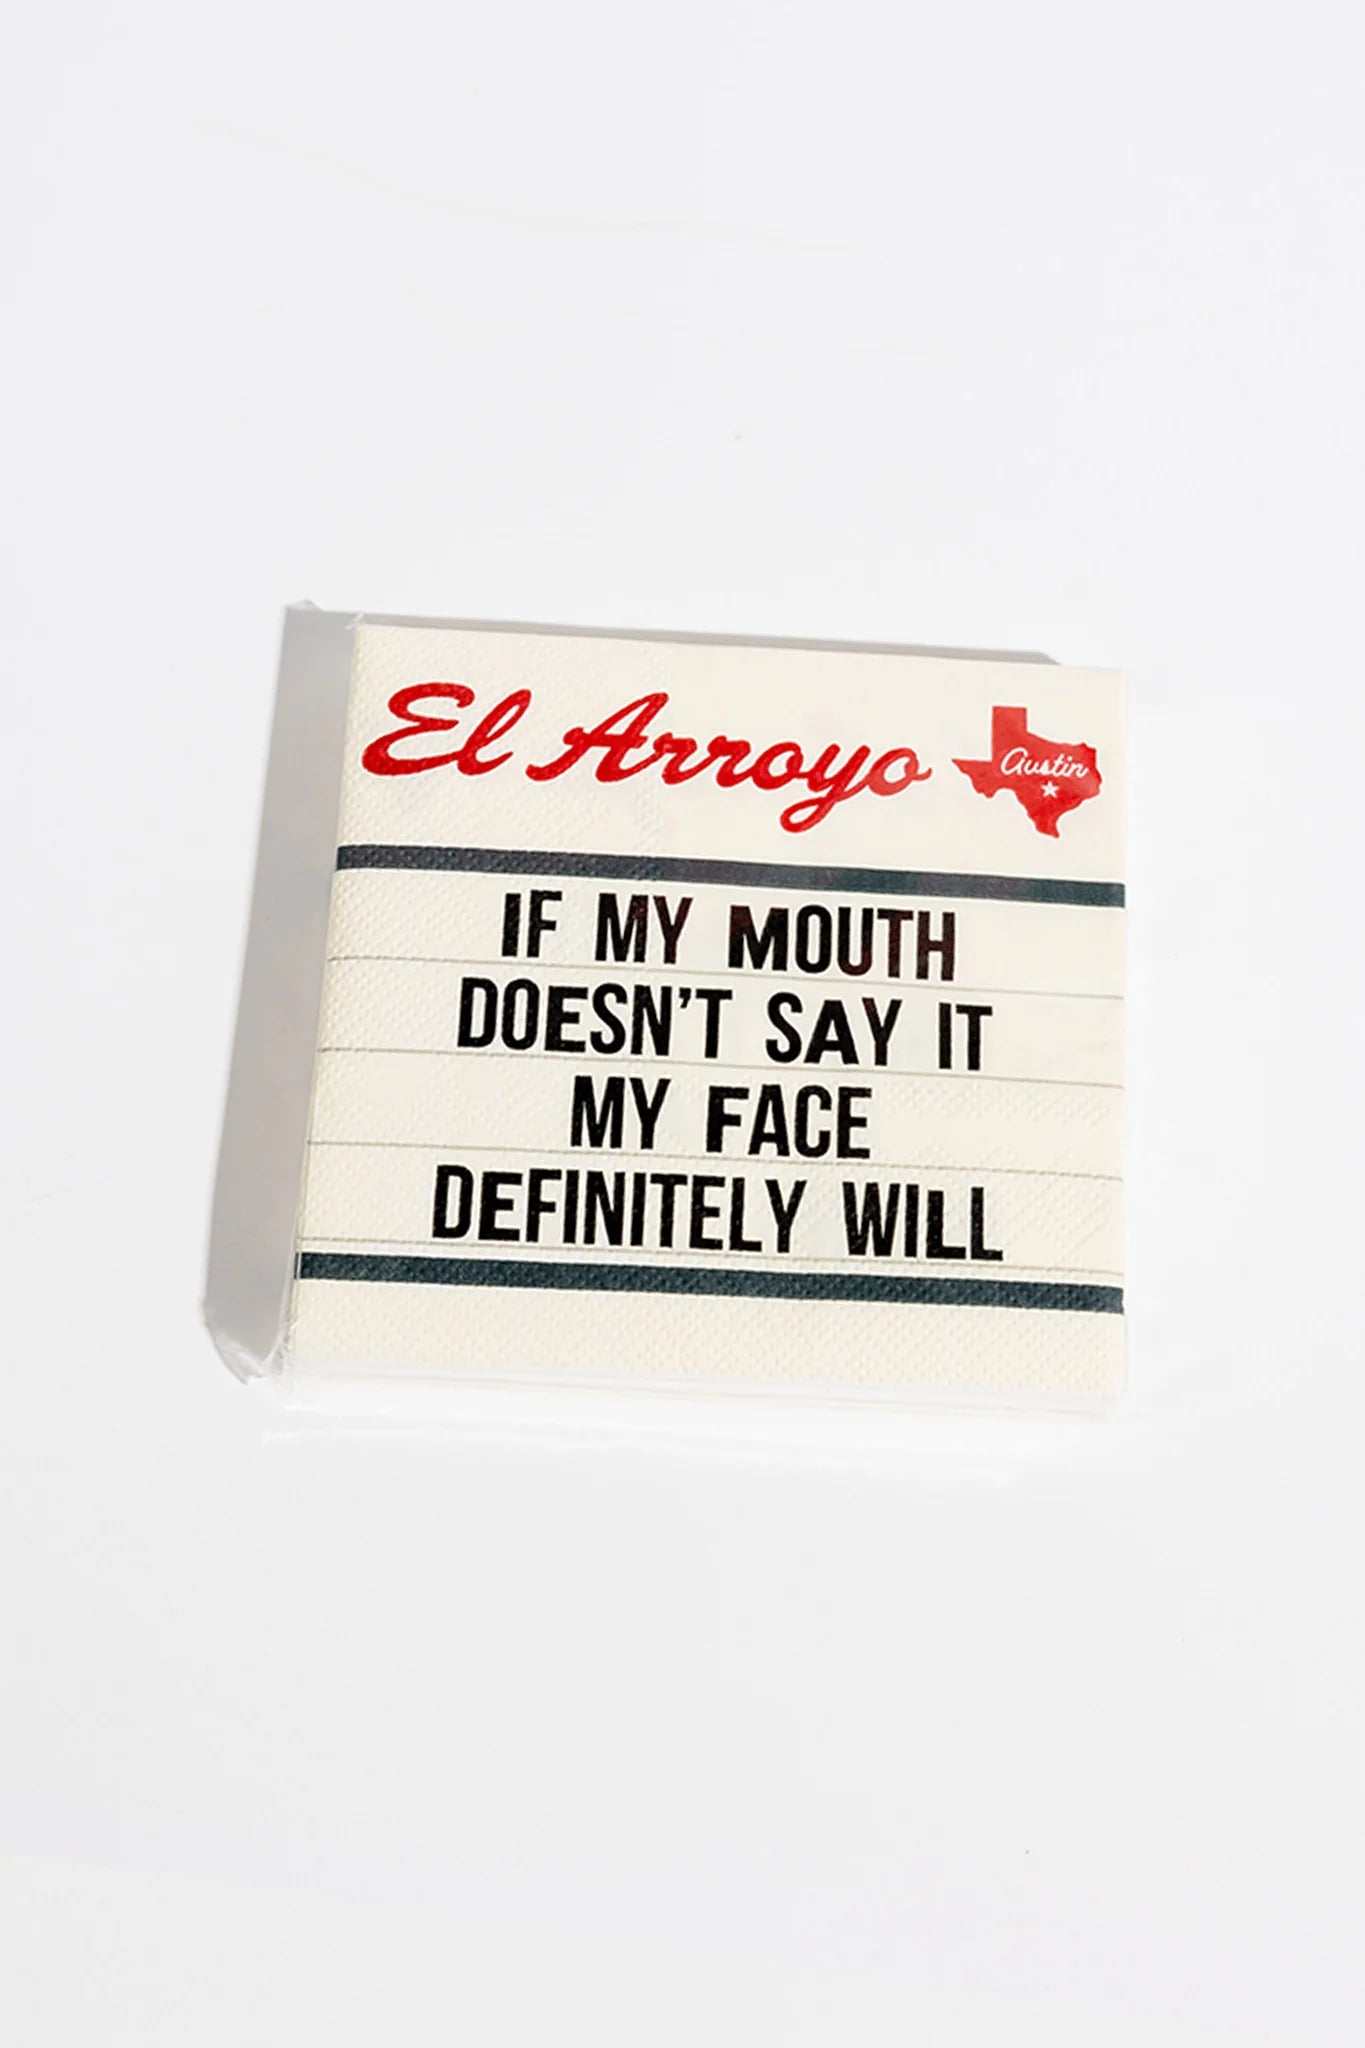 El Arroyo
Austin
IF MY MOUTH
DOESN'T SAY IT
MY FACE
DEFINITELY WILL